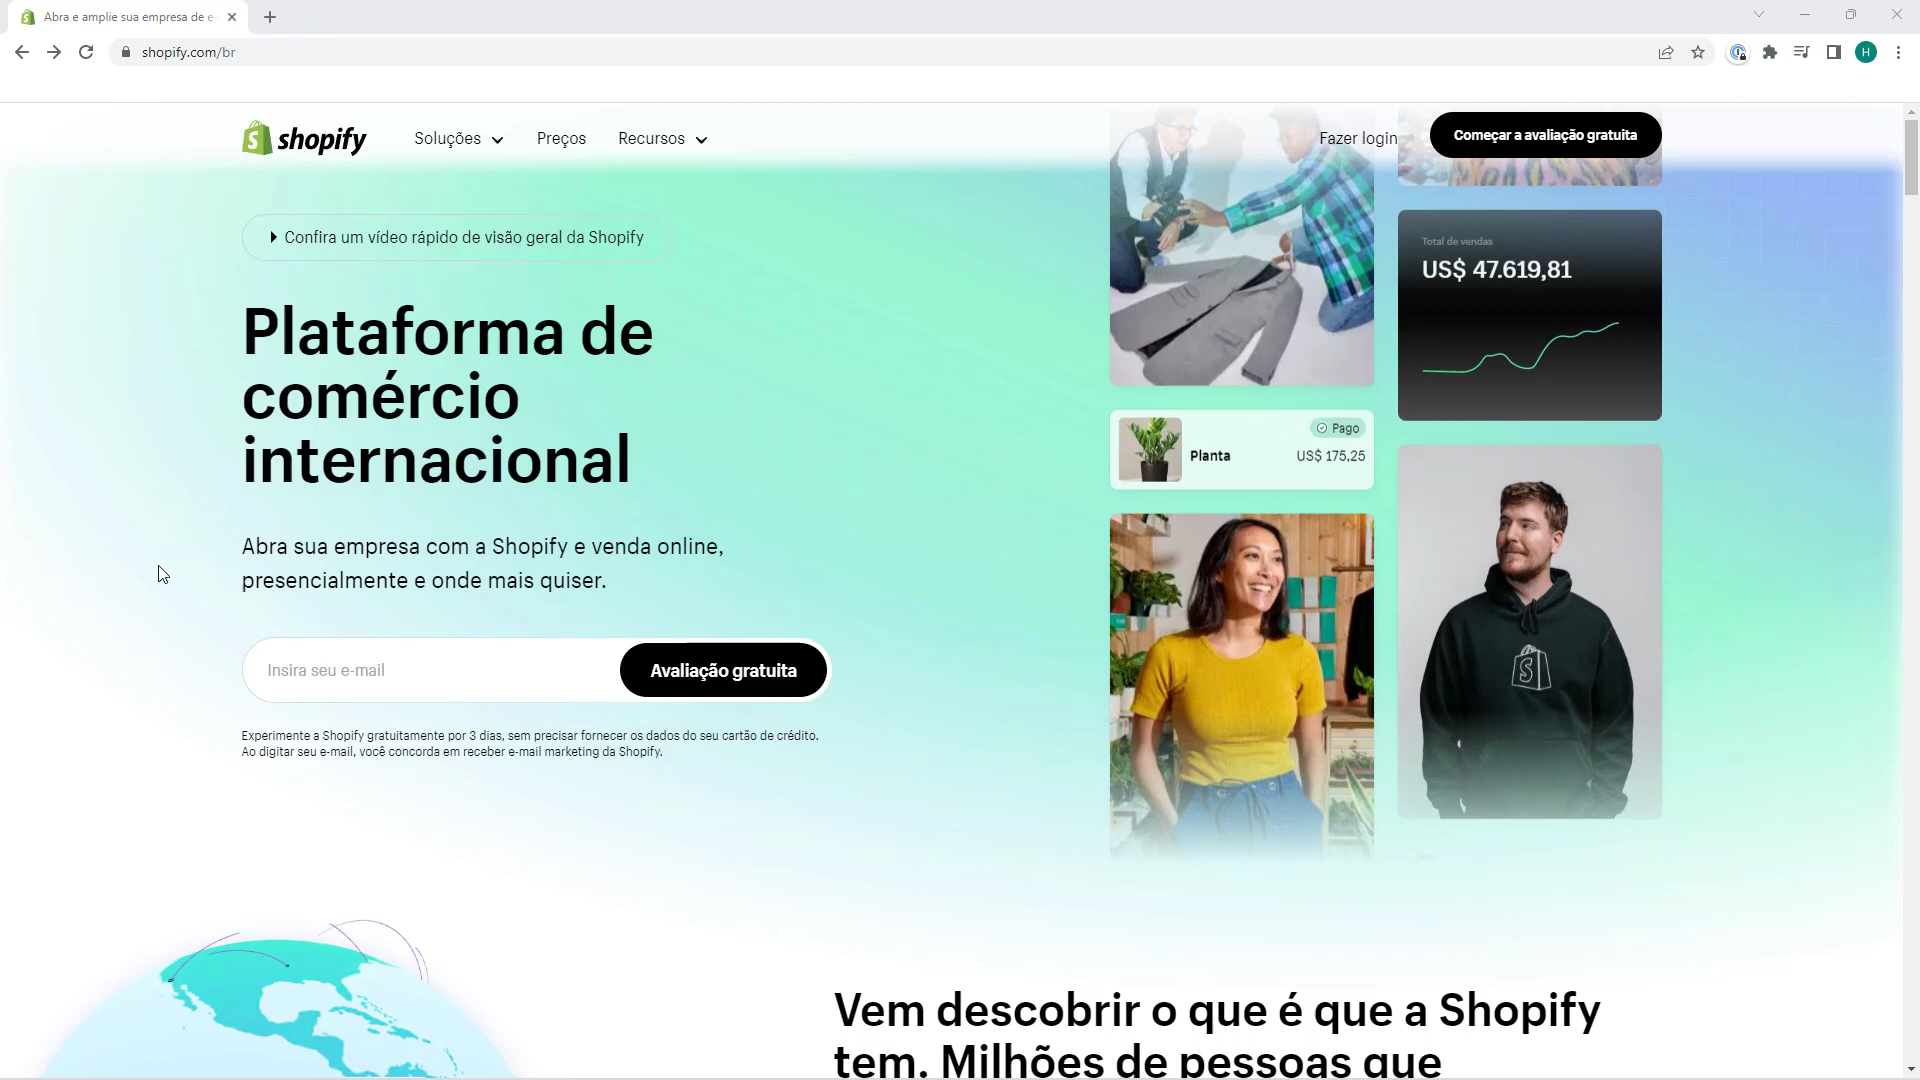 Abra e amplie sua empresa de e
shopify.com/br
H
shopify
Soluções
Preços
Recursos
Fazer login
Começar a avaliação gratuita
Confira um vídeo rápido de visão geral da Shopify
Plataforma de
comércio
internacional
Abra sua empresa com a Shopify e venda online,
presencialmente e onde mais quiser.
Insira seu e-mail
Avaliação gratuita
Experimente a Shopify gratuitamente por 3 dias, sem precisar fornecer os dados do seu cartão de crédito.
Ao digitar seu e-mail, você concorda em receber e-mail marketing da Shopify.
Total de vendas
US$ 47.619,81
Pago
Planta
US$ 175,25
S
Vem descobrir o que é que a Shopify
tem. Milhões de pessoas que